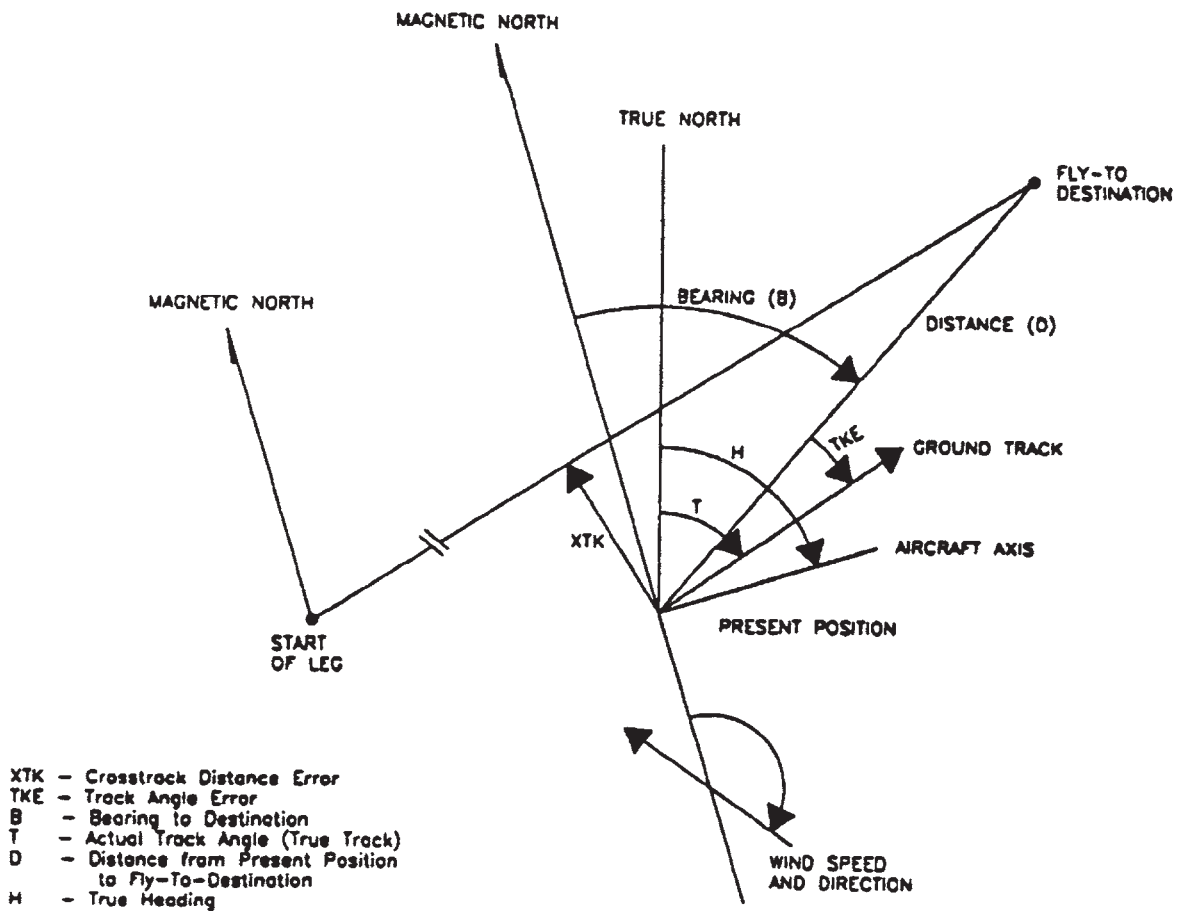 MAGNETIC NORTH
TRUE NORTH
FLY-TO
DESTINATION
MAGNETIC NORTH
BEARING (B)
DISTANCE (D)
TKE
H
GROUND TRACK
T
XTK
AIRCRAFT AXIS
PRESENT POSITION
START
OF LEG
XTK - Crosstrack Distance Error
TKE - Track Angle Error
B - Bearing to Destination
T - Actual Track Angle (True Track)
D - Distance from Present Position
to Fly-To-Destination
H - True Heading
WIND SPEED
AND DIRECTION